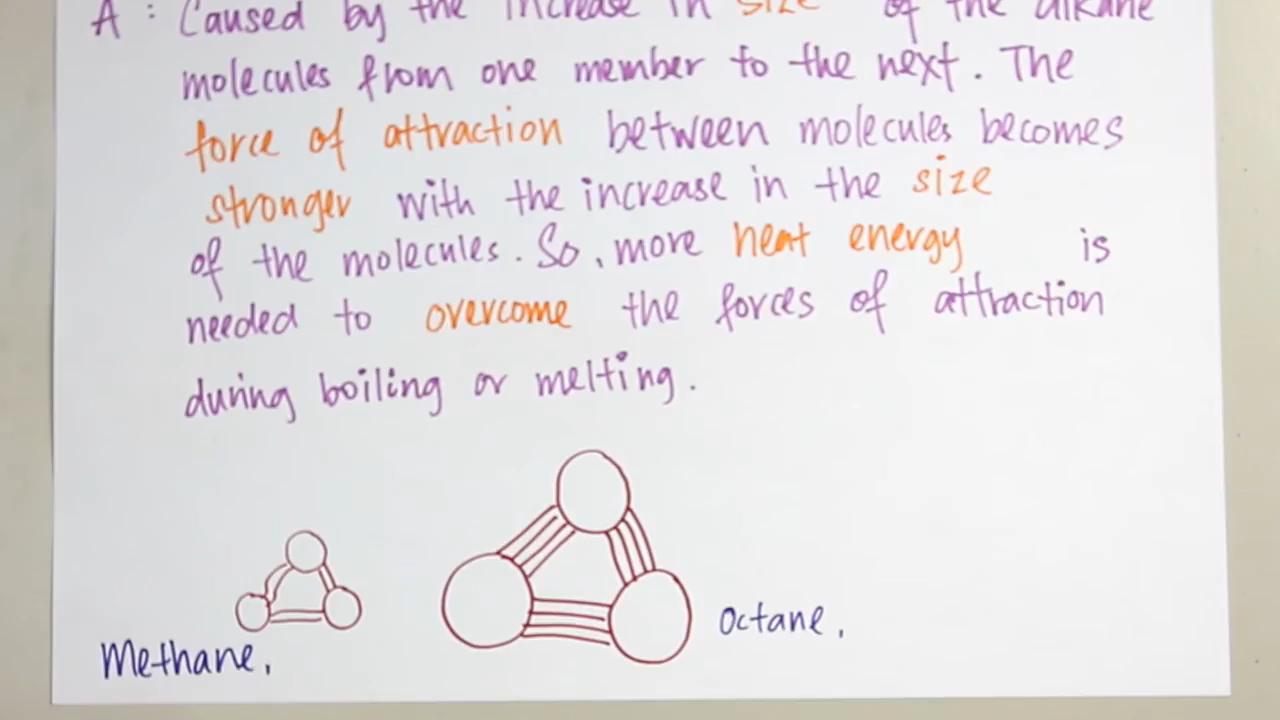 A : Caused by the increase in size of the alkane
molecules from one member to the next. The
force of attraction between molecules becomes
stronger with the increase in the size
of the molecules. So, more heat energy is
needed to overcome the forces of attraction
during boiling or melting.
Octane,
Methane,